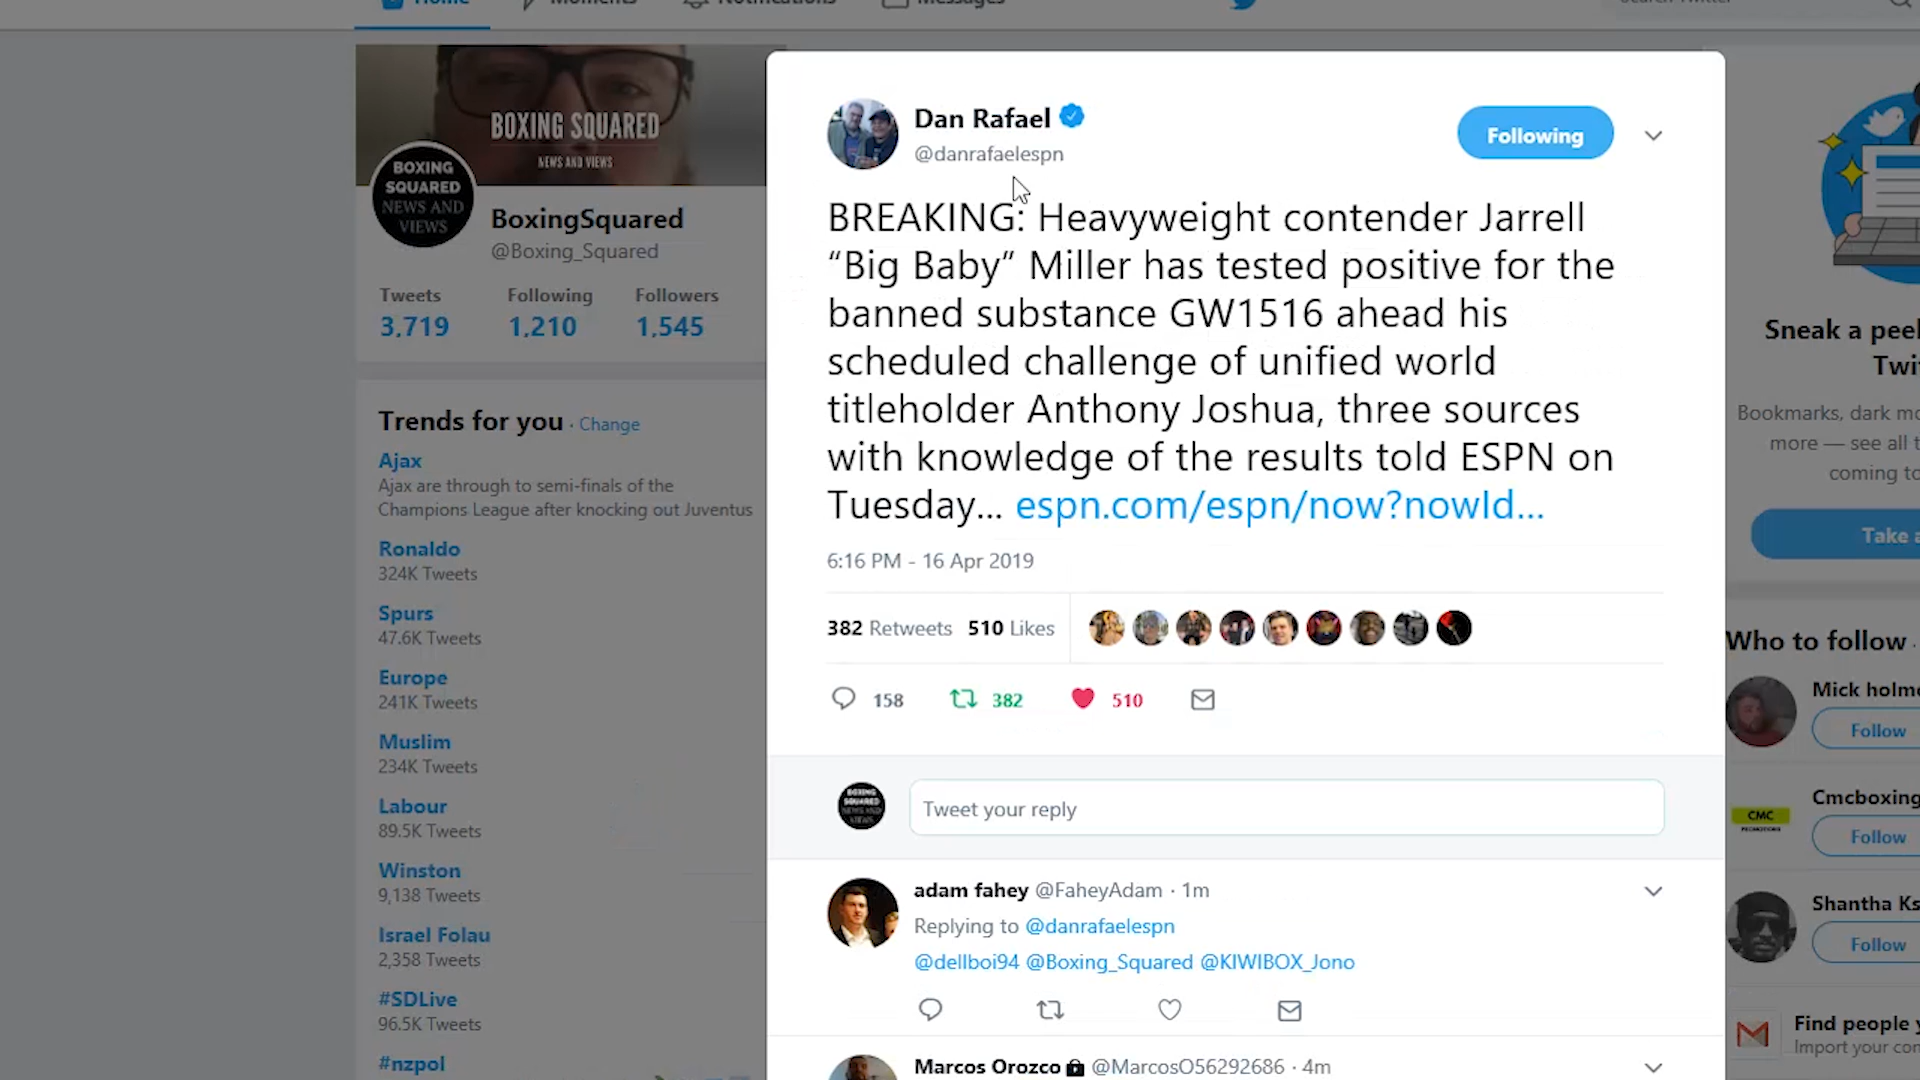 Home
Moments
Notifications
Messages
BOXING SQUARED
NEWS AND VIEWS
BOXING
SQUARED
NEWS AND
VIEWS
BoxingSquared
@Boxing_Squared
Tweets Following Followers
3,719 1,210 1,545
Trends for you · Change
Ajax
Ajax are through to semi-finals of the
Champions League after knocking out Juventus
Ronaldo
324K Tweets
Spurs
47.6K Tweets
Europe
241K Tweets
Muslim
234K Tweets
Labour
89.5K Tweets
Winston
9,138 Tweets
Israel Folau
2,358 Tweets
#SDLive
96.5K Tweets
#nzpol
Dan Rafael
@danrafaelespn
Following
BREAKING: Heavyweight contender Jarrell
“Big Baby” Miller has tested positive for the
banned substance GW1516 ahead his
scheduled challenge of unified world
titleholder Anthony Joshua, three sources
with knowledge of the results told ESPN on
Tuesday... espn.com/espn/now?nowId...
6:16 PM - 16 Apr 2019
382 Retweets 510 Likes
158 382 510
Tweet your reply
adam fahey @FaheyAdam · 1m
Replying to @danrafaelespn
@dellboi94 @Boxing_Squared @KIWIBOX_Jono
Marcos Orozco @MarcosO56292686 · 4m
Sneak a peek
Bookmarks, dark
more — see all
coming
Take
Who to follow ·
Mick
Follow
CMC
PROMOTIONS
Cmcboxing
Follow
Shantha
Follow
Find people
Import your